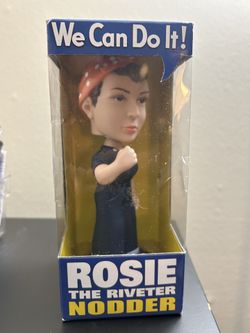 We Can Do It!
ROSIE
THE RIVETER
NODDER